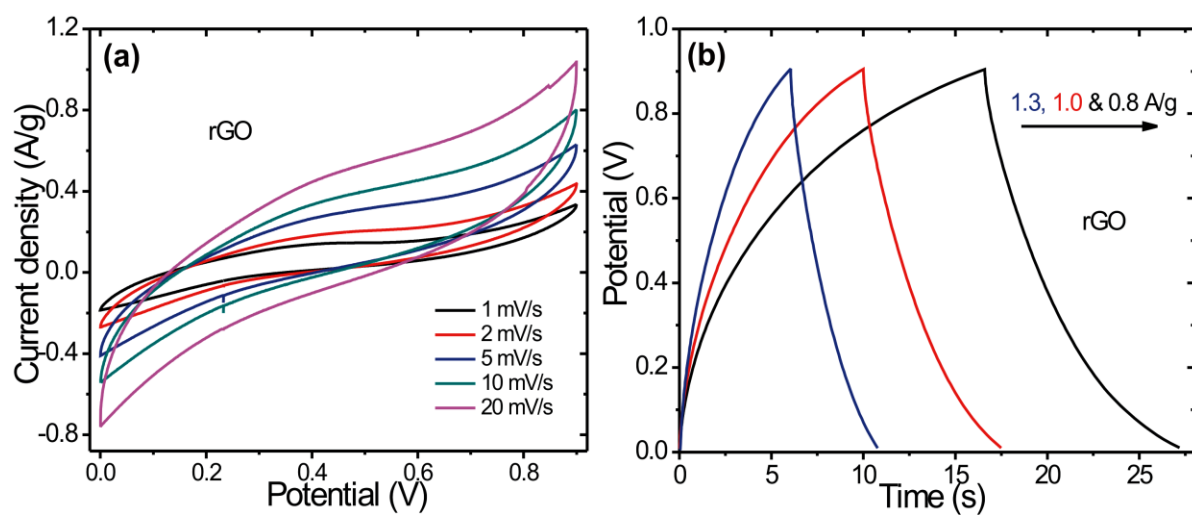 (a)
rGO
1.2
0.8
0.4
0.0
-0.4
-0.8
Current density (A/g)
0.0 0.2 0.4 0.6 0.8
Potential (V)
1 mV/s
2 mV/s
5 mV/s
10 mV/s
20 mV/s
(b)
1.3, 1.0 & 0.8 A/g
rGO
1.0
0.8
0.6
0.4
0.2
0.0
Potential (V)
0 5 10 15 20 25
Time (s)